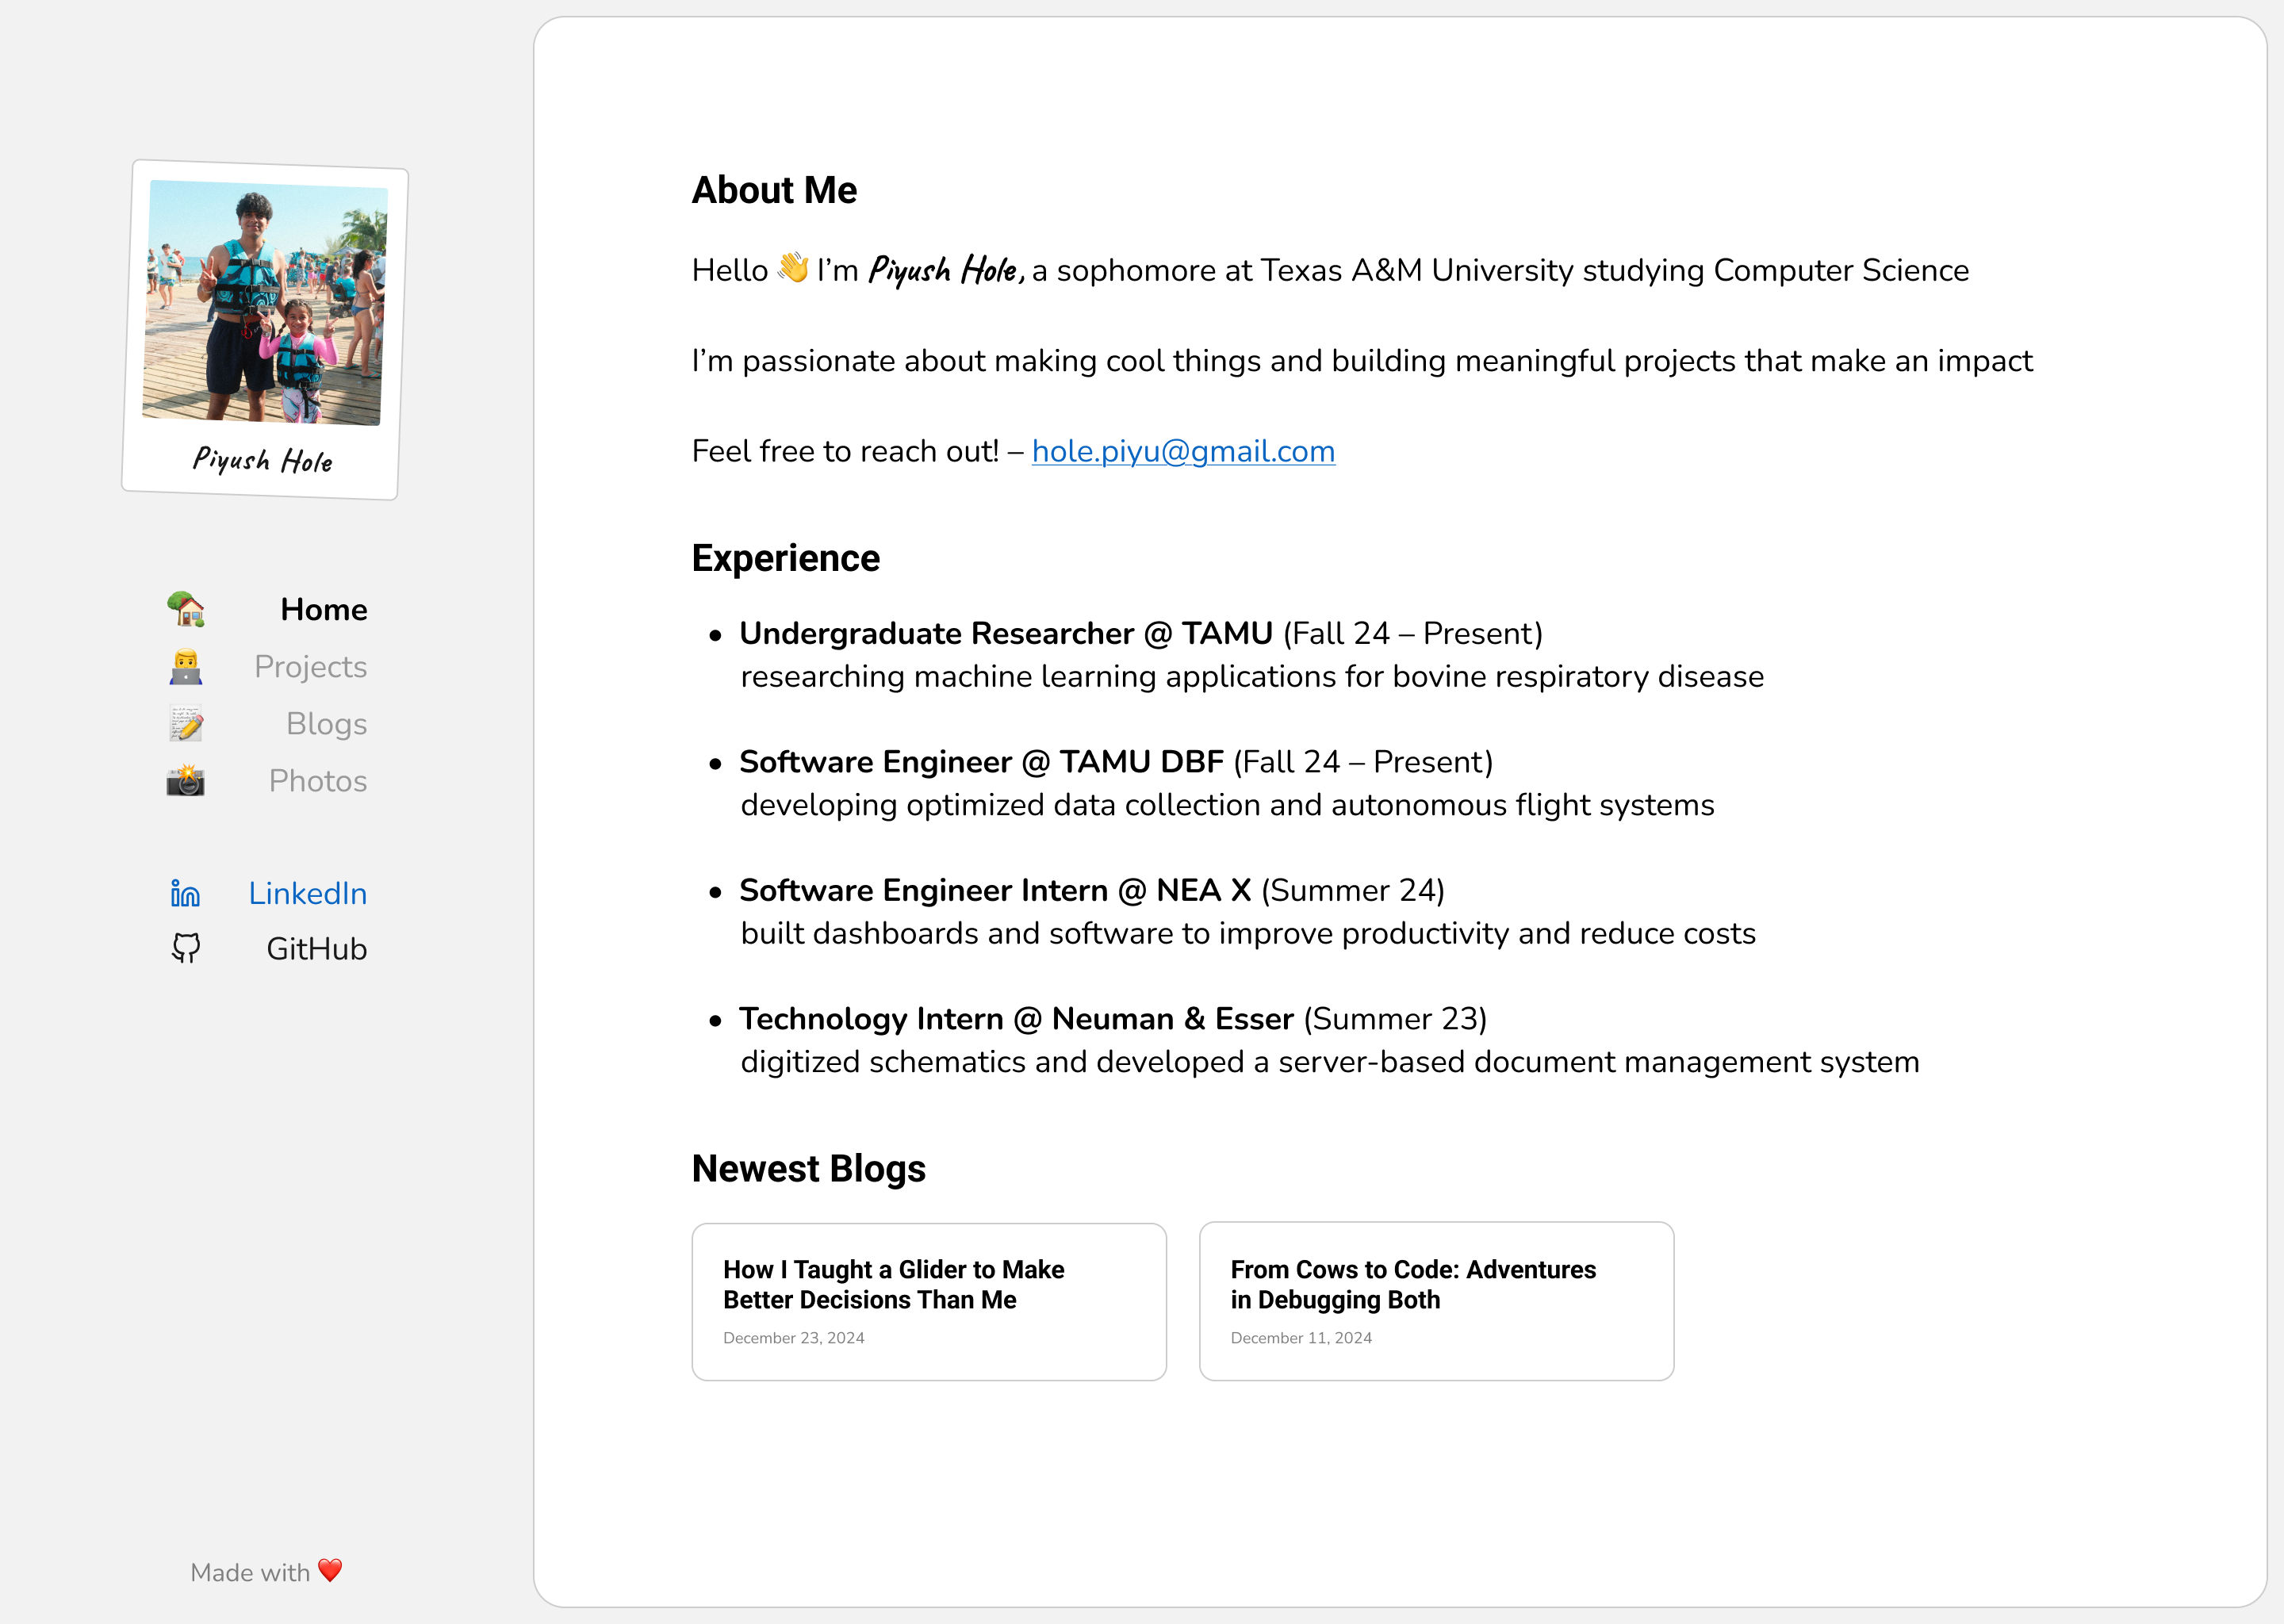 Piyush Hole
Home
Projects
Blogs
Photos
LinkedIn
GitHub
Made with ❤️
About Me
Hello 👋 I’m Piyush Hole, a sophomore at Texas A&M University studying Computer Science
I’m passionate about making cool things and building meaningful projects that make an impact
Feel free to reach out! – hole.piyu@gmail.com
Experience
• Undergraduate Researcher @ TAMU (Fall 24 – Present)
researching machine learning applications for bovine respiratory disease
• Software Engineer @ TAMU DBF (Fall 24 – Present)
developing optimized data collection and autonomous flight systems
• Software Engineer Intern @ NEA X (Summer 24)
built dashboards and software to improve productivity and reduce costs
• Technology Intern @ Neuman & Esser (Summer 23)
digitized schematics and developed a server-based document management system
Newest Blogs
How I Taught a Glider to Make
Better Decisions Than Me
December 23, 2024
From Cows to Code: Adventures
in Debugging Both
December 11, 2024